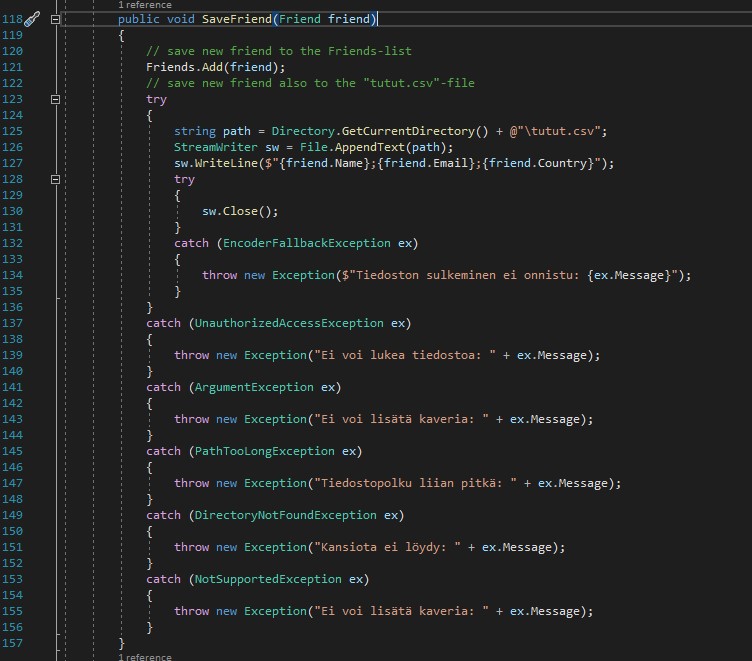 1 reference
118 public void SaveFriend(Friend friend)
119 {
120 // save new friend to the Friends-list
121 Friends.Add(friend);
122 // save new friend also to the "tutut.csv"-file
123 try
124 {
125 string path = Directory.GetCurrentDirectory() + @"\tutut.csv";
126 StreamWriter sw = File.AppendText(path);
127 sw.WriteLine($"{friend.Name};{friend.Email};{friend.Country}");
128 try
129 {
130 sw.Close();
131 }
132 catch (EncoderFallbackException ex)
133 {
134 throw new Exception($"Tiedoston sulkeminen ei onnistu: {ex.Message}");
135 }
136 }
137 catch (UnauthorizedAccessException ex)
138 {
139 throw new Exception("Ei voi lukea tiedostoa: " + ex.Message);
140 }
141 catch (ArgumentException ex)
142 {
143 throw new Exception("Ei voi lisätä kaveria: " + ex.Message);
144 }
145 catch (PathTooLongException ex)
146 {
147 throw new Exception("Tiedostopolku liian pitkä: " + ex.Message);
148 }
149 catch (DirectoryNotFoundException ex)
150 {
151 throw new Exception("Kansiota ei löydy: " + ex.Message);
152 }
153 catch (NotSupportedException ex)
154 {
155 throw new Exception("Ei voi lisätä kaveria: " + ex.Message);
156 }
157 }
1 reference